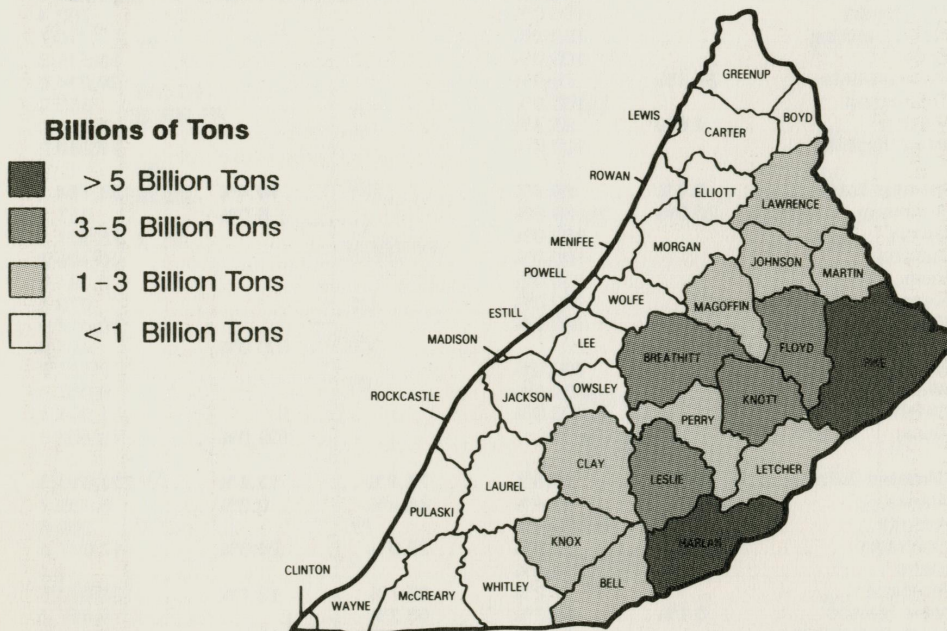 Billions of Tons
> 5 Billion Tons
3-5 Billion Tons
1-3 Billion Tons
< 1 Billion Tons
GREENUP
LEWIS
CARTER
BOYD
ROWAN
ELLIOTT
LAWRENCE
MENIFEE
MORGAN
JOHNSON
MARTIN
POWELL
WOLFE
MAGOFFIN
ESTILL
MADISON
LEE
BREATHITT
FLOYD
PIKE
ROCKCASTLE
JACKSON
OWSLEY
KNOTT
PERRY
CLAY
LESLIE
LETCHER
LAUREL
PULASKI
KNOX
HARLAN
CLINTON
WAYNE
McCREARY
WHITLEY
BELL